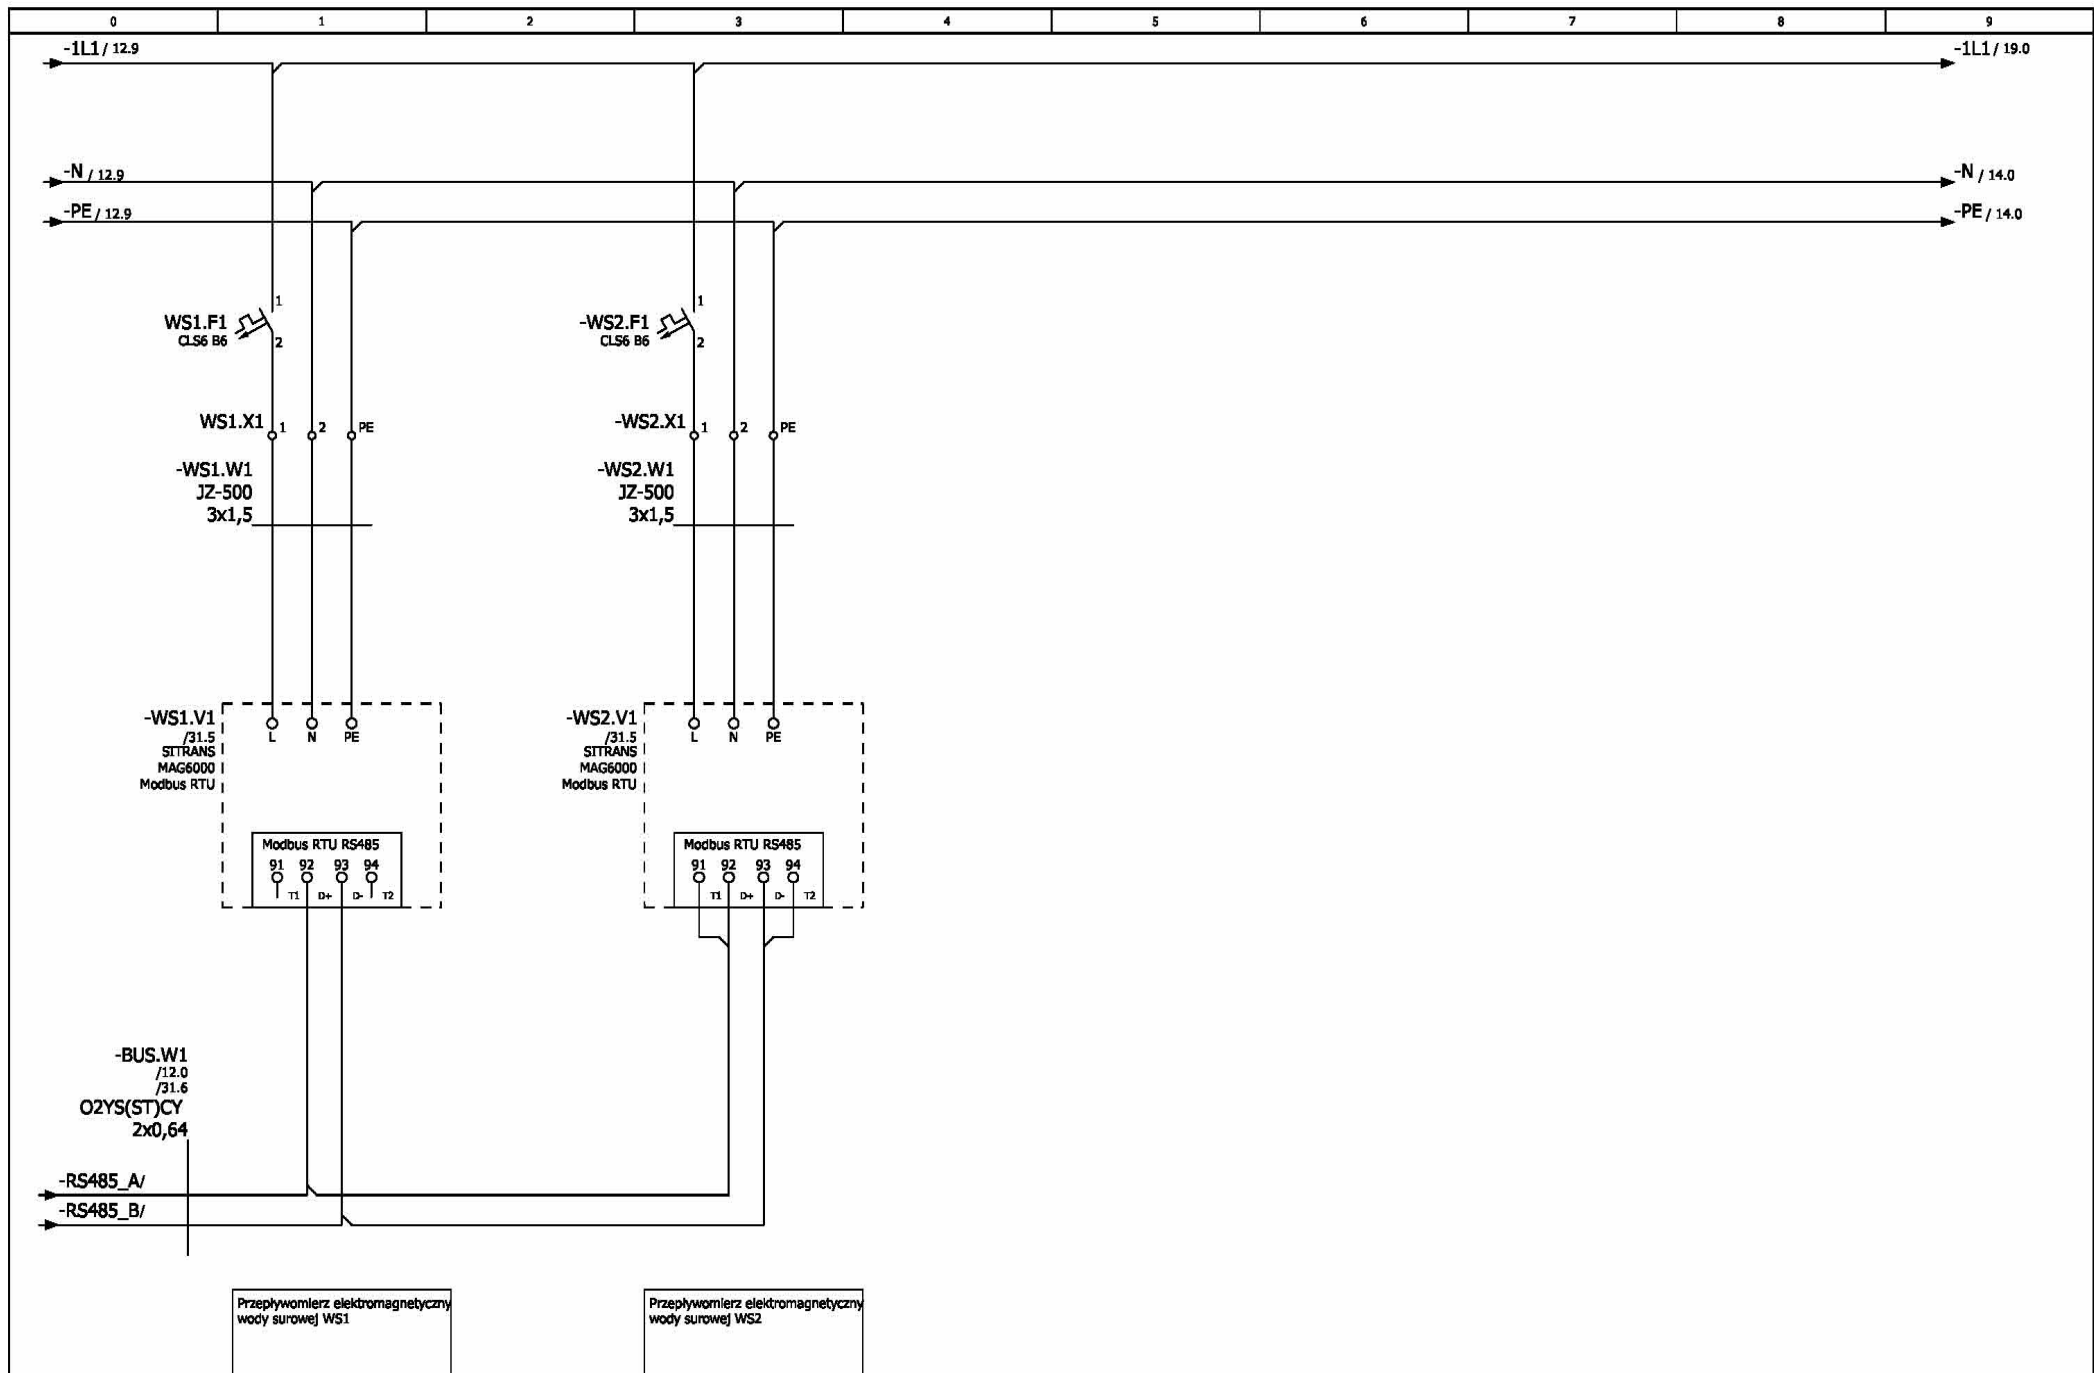 0 1 2 3 4 5 6 7 8 9
-1L1 / 12.9 -1L1 / 19.0
-N / 12.9 -N / 14.0
-PE / 12.9 -PE / 14.0
1 1
WS1.F1 -WS2.F1
CLS6 B6 2 CLS6 B6 2
WS1.X1 1 2 PE -WS2.X1 1 2 PE
-WS1.W1 -WS2.W1
JZ-500 JZ-500
3x1,5 3x1,5
-WS1.V1 -WS2.V1
/31.5 L N PE /31.5 L N PE
SITRANS SITRANS
MAG6000 MAG6000
Modbus RTU Modbus RTU
Modbus RTU RS485 Modbus RTU RS485
91 92 93 94 91 92 93 94
T1 D+ D- T2 T1 D+ D- T2
-BUS.W1
/12.0
/31.6
O2YS(ST)CY
2x0,64
-RS485_A/
-RS485_B/
Przepływomierz elektromagnetyczny Przepływomierz elektromagnetyczny
wody surowej WS1 wody surowej WS2